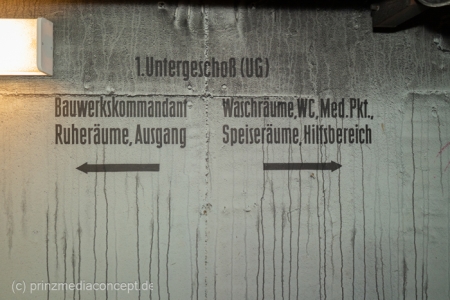 1.Untergeschoß (UG)
Bauwerkskommandant
Ruheräume, Ausgang
Waschräume, WC, Med. Pkt.,
Speiseräume, Hilfsbereich
(c) prinzmediaconcept.de